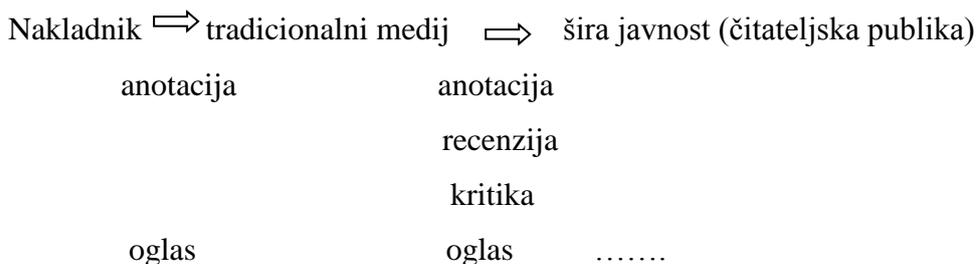 Nakladnik ⇒ tradicionalni medij ⇒ šira javnost (čitateljska publika)
anotacija anotacija
recenzija
kritika
oglas oglas …….